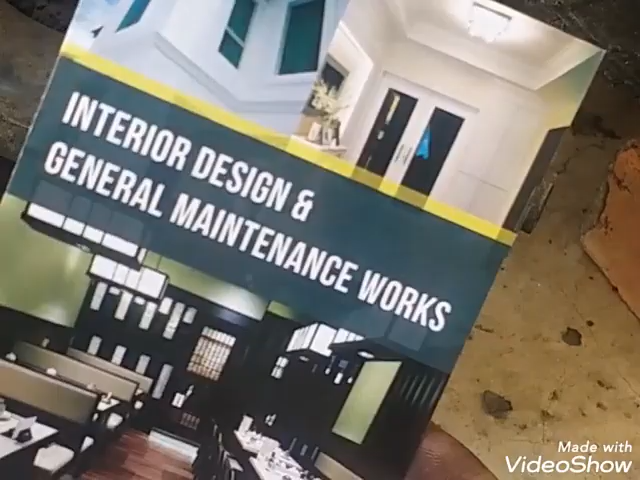 INTERIOR DESIGN &
GENERAL MAINTENANCE WORKS
Made with
VideoShow